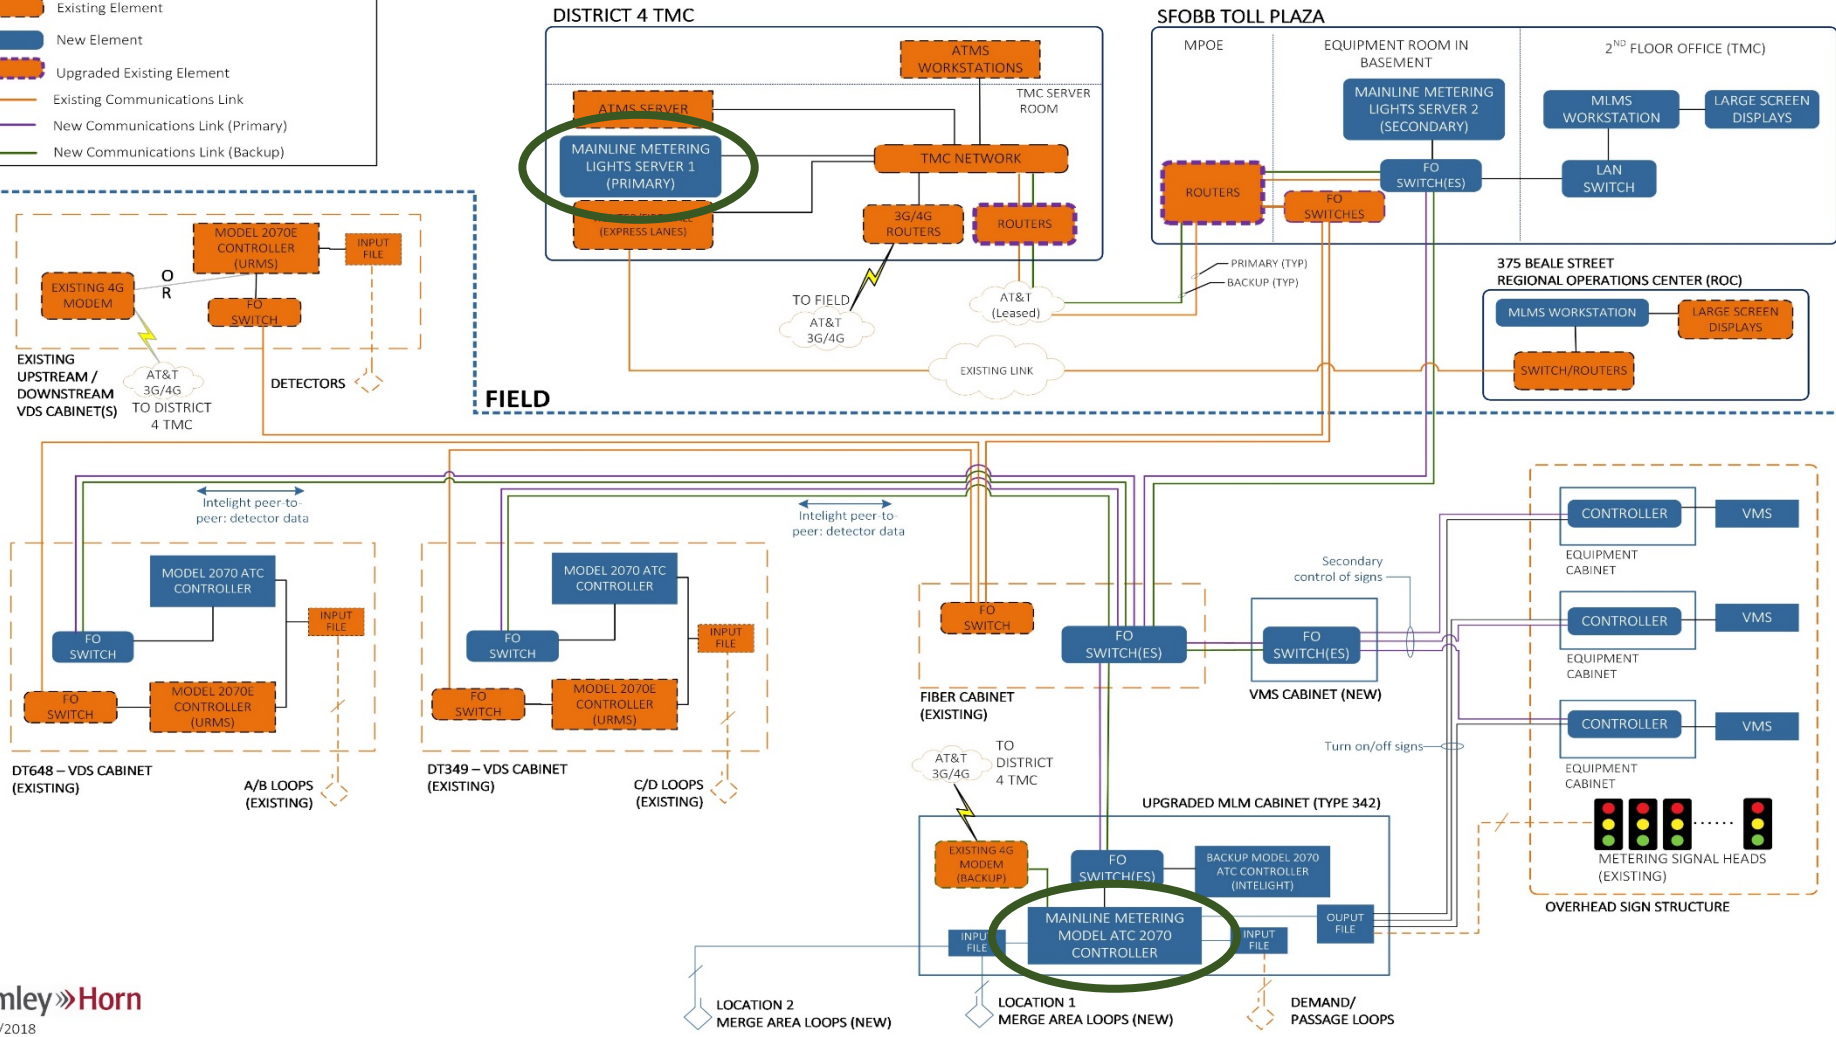 Existing Element
New Element
Upgraded Existing Element
Existing Communications Link
New Communications Link (Primary)
New Communications Link (Backup)
DISTRICT 4 TMC
ATMS
WORKSTATIONS
TMC SERVER
ROOM
ATMS SERVER
MAINLINE METERING
LIGHTS SERVER 1
(PRIMARY)
TMC NETWORK
(EXPRESS LANES)
3G/4G
ROUTERS
ROUTERS
TO FIELD
AT&T
3G/4G
AT&T
(Leased)
EXISTING LINK
SFOBB TOLL PLAZA
MPOE
EQUIPMENT ROOM IN
BASEMENT
2ND FLOOR OFFICE (TMC)
MAINLINE METERING
LIGHTS SERVER 2
(SECONDARY)
MLMS
WORKSTATION
LARGE SCREEN
DISPLAYS
ROUTERS
FO
SWITCH(ES)
LAN
SWITCH
FO
SWITCHES
PRIMARY (TYP)
BACKUP (TYP)
375 BEALE STREET
REGIONAL OPERATIONS CENTER (ROC)
MLMS WORKSTATION
LARGE SCREEN
DISPLAYS
SWITCH/ROUTERS
MODEL 2070E
CONTROLLER
(URMS)
INPUT
FILE
EXISTING 4G
MODEM
O
R
FO
SWITCH
EXISTING
UPSTREAM /
DOWNSTREAM
VDS CABINET(S)
AT&T
3G/4G
TO DISTRICT
4 TMC
DETECTORS
FIELD
Intelight peer-to-
peer: detector data
Intelight peer-to-
peer: detector data
MODEL 2070 ATC
CONTROLLER
INPUT
FILE
FO
SWITCH
FO
SWITCH
MODEL 2070E
CONTROLLER
(URMS)
DT648 – VDS CABINET
(EXISTING)
A/B LOOPS
(EXISTING)
MODEL 2070 ATC
CONTROLLER
INPUT
FILE
FO
SWITCH
FO
SWITCH
MODEL 2070E
CONTROLLER
(URMS)
DT349 – VDS CABINET
(EXISTING)
C/D LOOPS
(EXISTING)
FO
SWITCH
FO
SWITCH(ES)
FIBER CABINET
(EXISTING)
FO
SWITCH(ES)
VMS CABINET (NEW)
Secondary
control of signs
Turn on/off signs
CONTROLLER
VMS
EQUIPMENT
CABINET
CONTROLLER
VMS
EQUIPMENT
CABINET
CONTROLLER
VMS
EQUIPMENT
CABINET
METERING SIGNAL HEADS
(EXISTING)
OVERHEAD SIGN STRUCTURE
AT&T
3G/4G
TO
DISTRICT
4 TMC
UPGRADED MLM CABINET (TYPE 342)
EXISTING 4G
MODEM
(BACKUP)
FO
SWITCH(ES)
BACKUP MODEL 2070
ATC CONTROLLER
(INTELIGHT)
MAINLINE METERING
MODEL ATC 2070
CONTROLLER
INPUT
FILE
INPUT
FILE
OUPUT
FILE
LOCATION 2
MERGE AREA LOOPS (NEW)
LOCATION 1
MERGE AREA LOOPS (NEW)
DEMAND/
PASSAGE LOOPS
mley»Horn
/2018